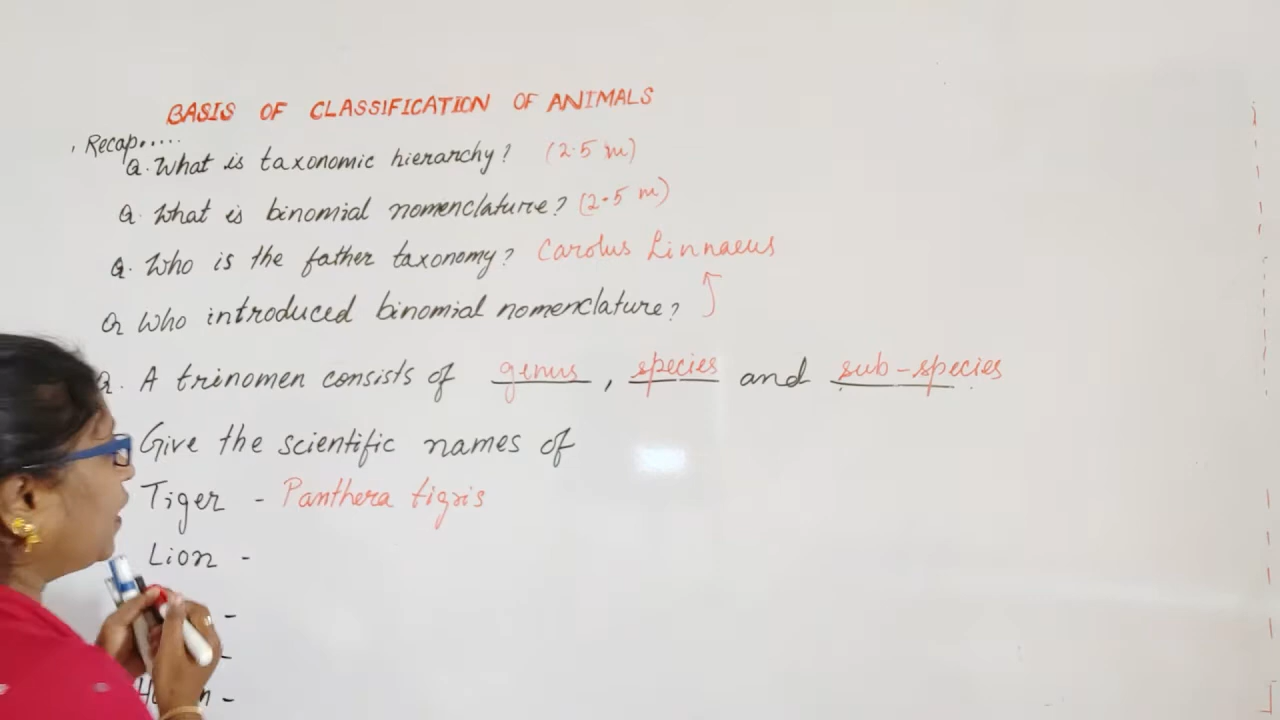 BASIS OF CLASSIFICATION OF ANIMALS
Recap.....
Q. What is taxonomic hierarchy? (2.5 m)
Q. What is binomial nomenclature? (2.5 m)
Q. Who is the father taxonomy? Carolus Linnaeus
Q Who introduced binomial nomenclature?
Q. A trinomen consists of genus, species and sub-species
Give the scientific names of
Tiger - Panthera tigris
Lion -
-
-
-